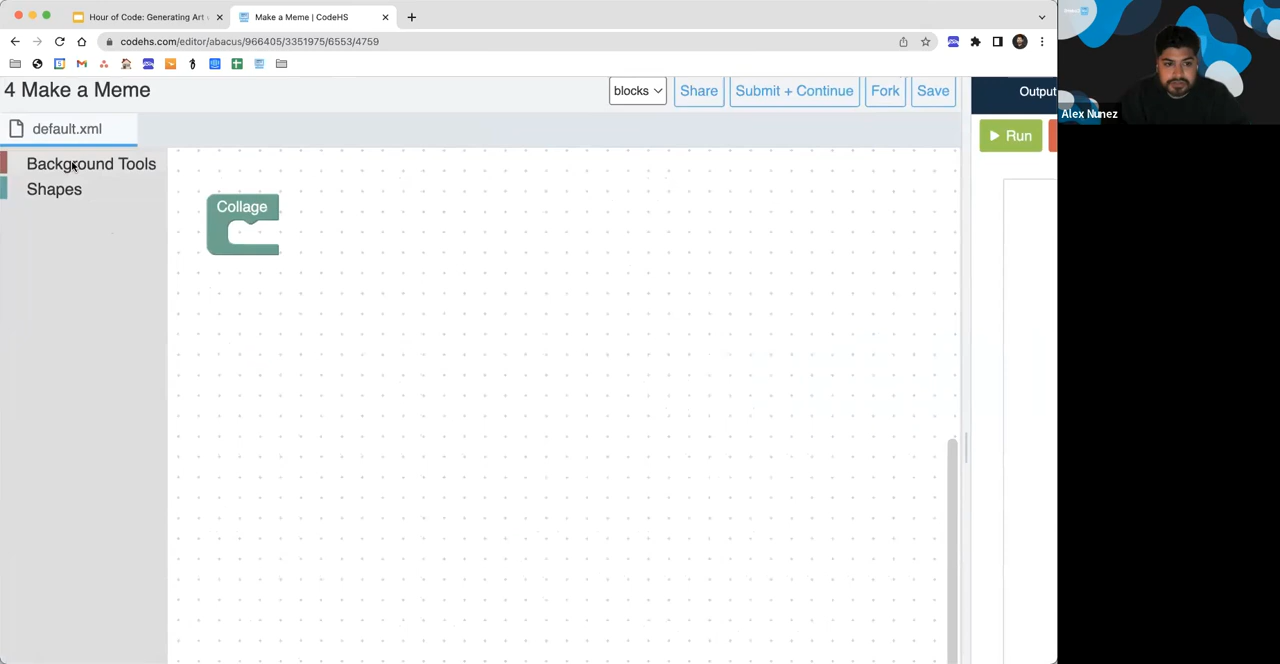 Hour of Code: Generating Art
Make a Meme | CodeHS
codehs.com/editor/abacus/966405/3351975/6553/4759
4 Make a Meme
blocks
Share
Submit + Continue
Fork
Save
Output
default.xml
Run
Background Tools
Shapes
Collage
Alex Nunez